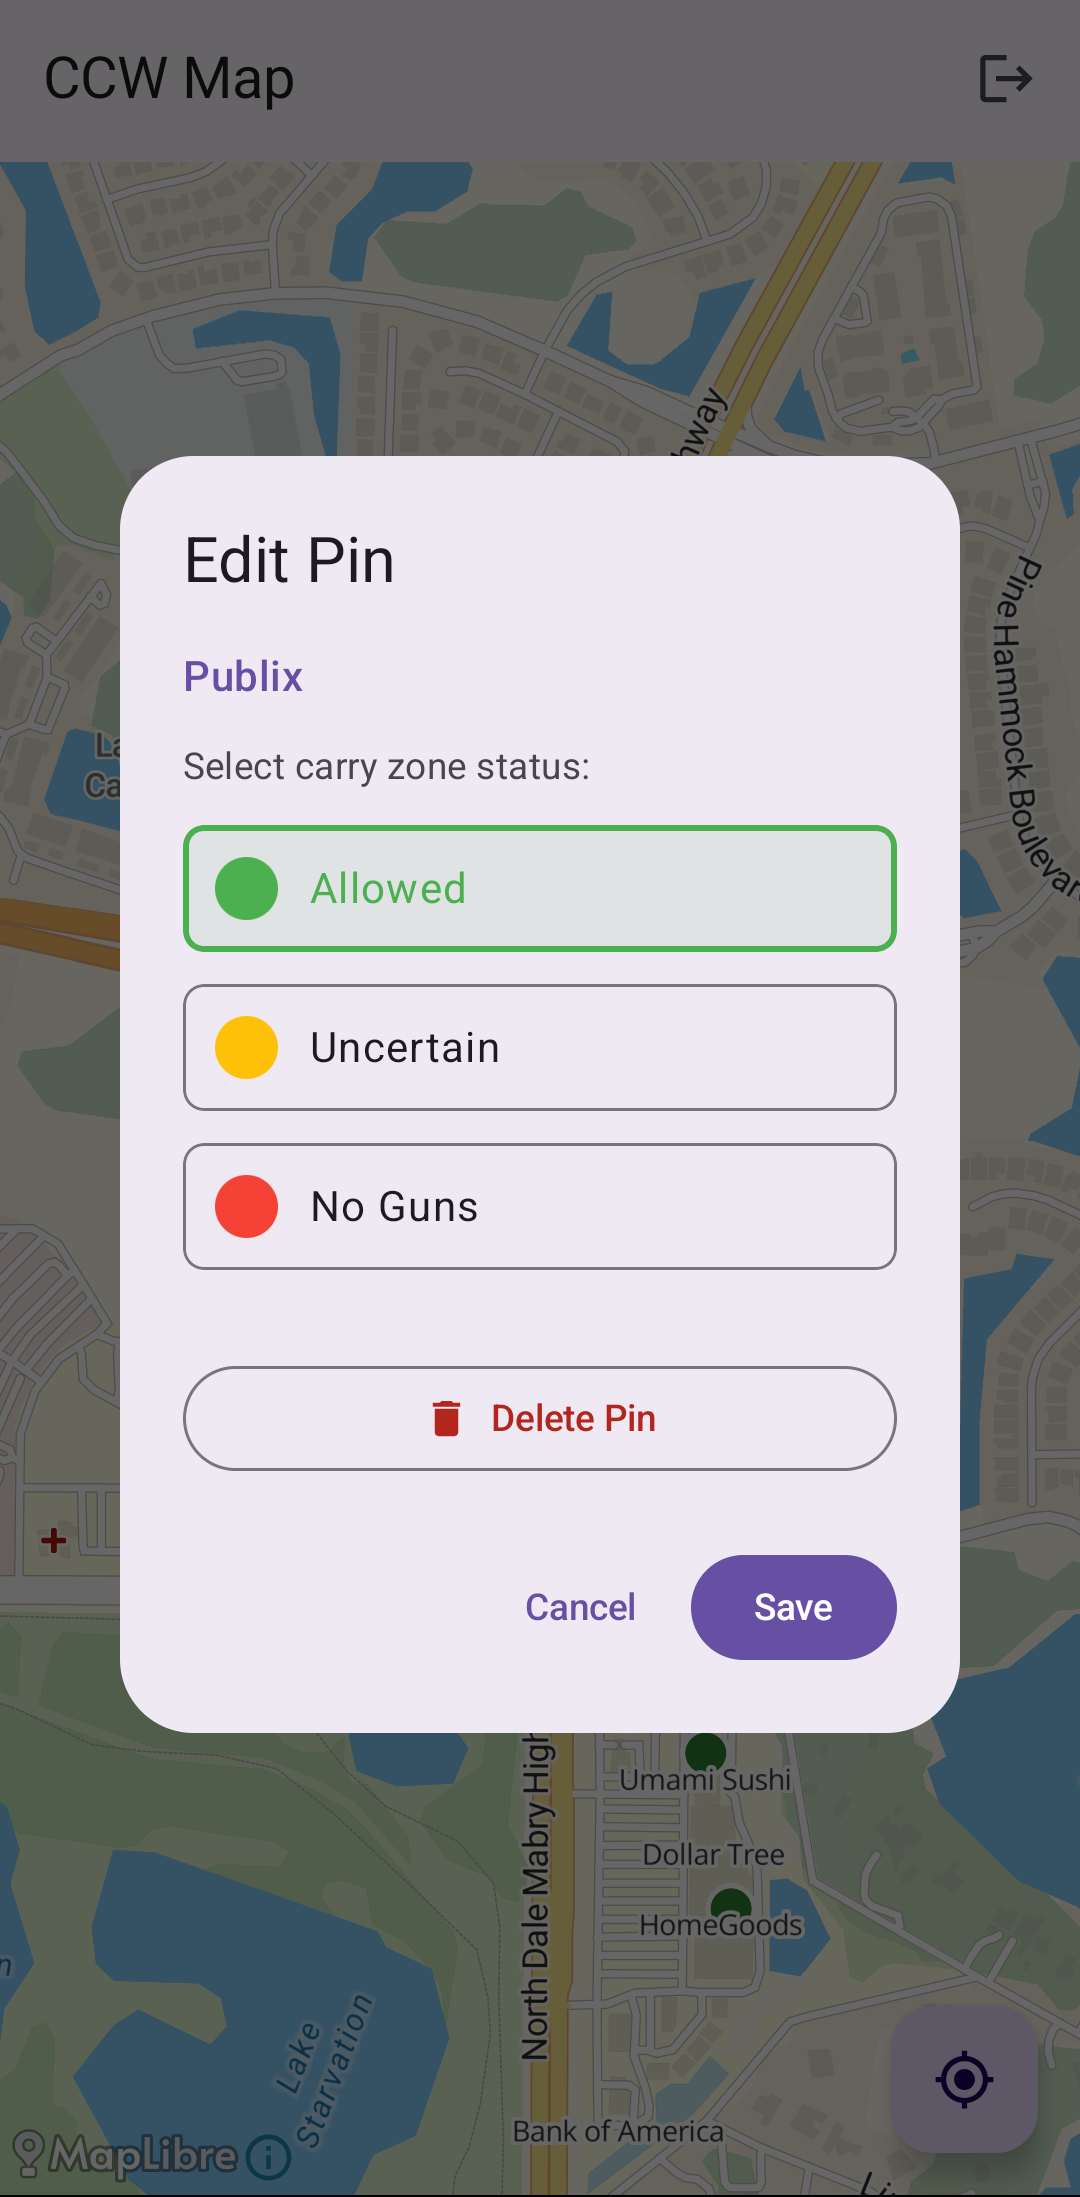 CCW Map
hway
Edit Pin
Publix
Select carry zone status:
Allowed
Uncertain
No Guns
Delete Pin
Cancel
Save
Pine Hammock Boulevar
La
Ca
North Dale Mabry High
Umami Sushi
Dollar Tree
HomeGoods
n
Lake
Starvation
Bank of America
MapLibre
Li